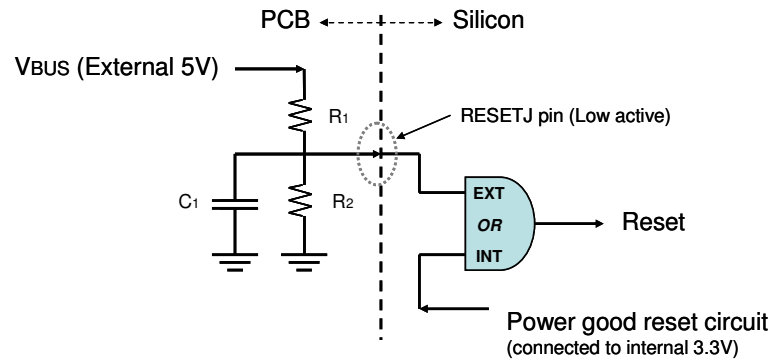 PCB Silicon
VBUS (External 5V)
R1
RESETJ pin (Low active)
C1
R2
EXT
OR
INT
Reset
Power good reset circuit
(connected to internal 3.3V)